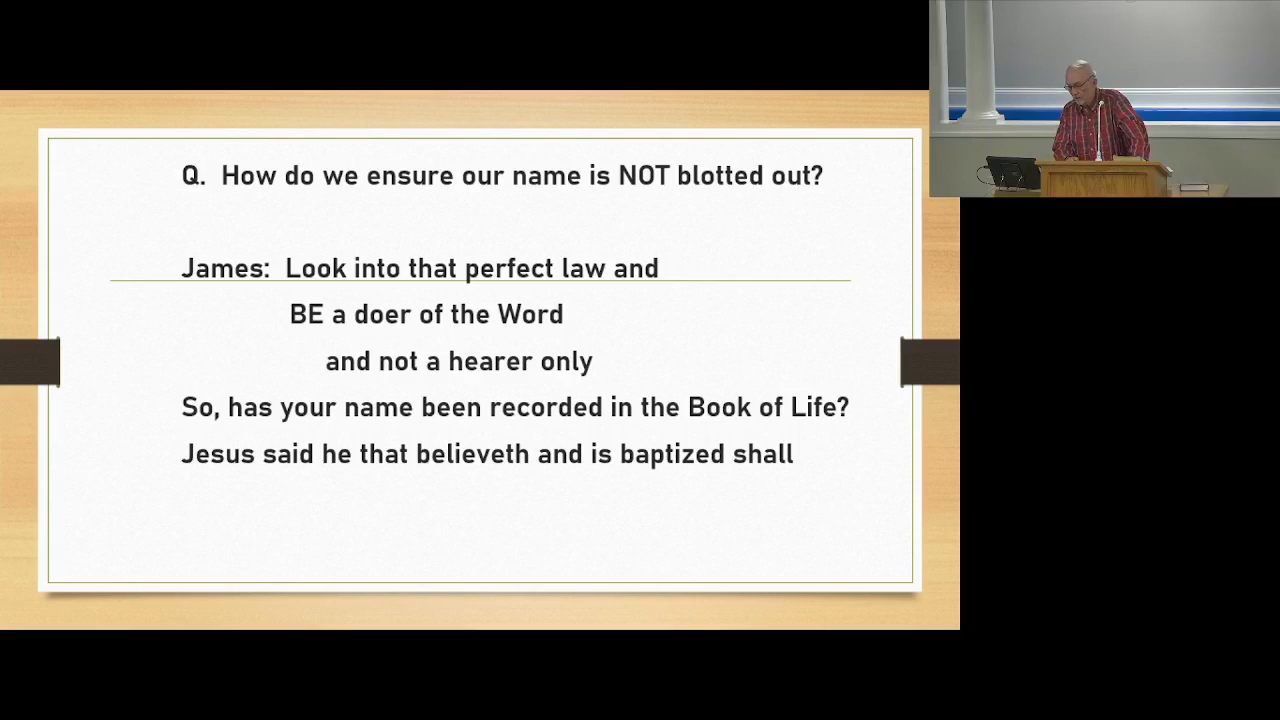 Q. How do we ensure our name is NOT blotted out?
James: Look into that perfect law and
BE a doer of the Word
and not a hearer only
So, has your name been recorded in the Book of Life?
Jesus said he that believeth and is baptized shall